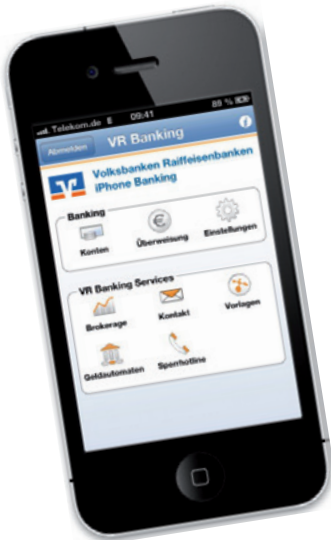 Telekom.de 09:41 89 %
Abmelden VR Banking
Volksbanken Raiffeisenbanken
iPhone Banking
Banking
Konten Überweisung Einstellungen
VR Banking Services
Brokerage Kontakt Vorlagen
Geldautomaten Sperrhotline